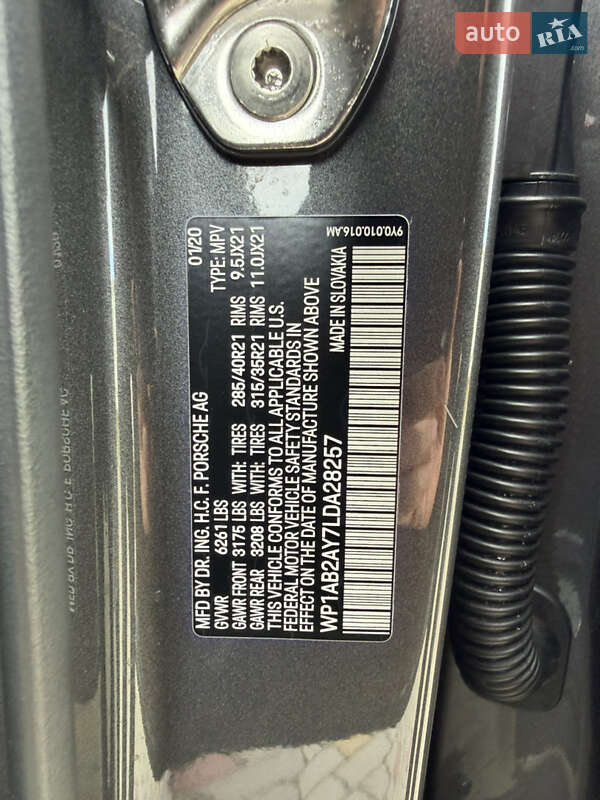 auto RIA.com
MFD BY DR. ING. H.C. F. PORSCHE AG 01/20
GVWR 6261 LBS TYPE: MPV
GAWR FRONT 3175 LBS WITH: TIRES 285/40R21 RIMS 9.5JX21
GAWR REAR 3208 LBS WITH: TIRES 315/35R21 RIMS 11.0JX21
THIS VEHICLE CONFORMS TO ALL APPLICABLE U.S.
FEDERAL MOTOR VEHICLE SAFETY STANDARDS IN
EFFECT ON THE DATE OF MANUFACTURE SHOWN ABOVE
WP1AB2AY7LDA28257 MADE IN SLOVAKIA
9Y0.010.016.AM